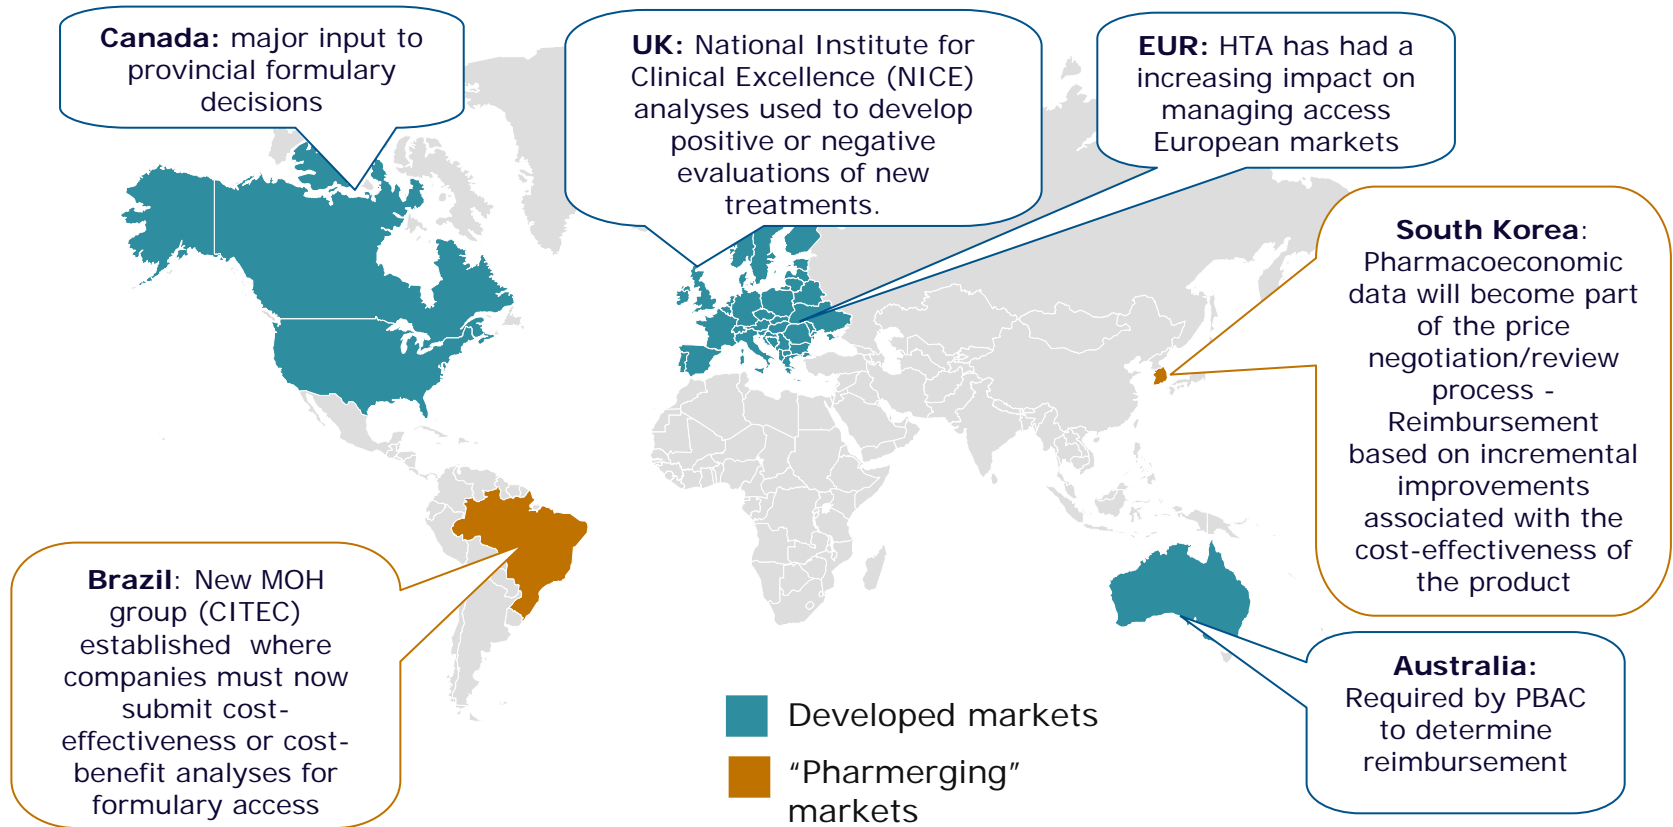 Canada: major input to
provincial formulary
decisions
UK: National Institute for
Clinical Excellence (NICE)
analyses used to develop
positive or negative
evaluations of new
treatments.
EUR: HTA has had a
increasing impact on
managing access
European markets
South Korea:
Pharmacoeconomic
data will become part
of the price
negotiation/review
process -
Reimbursement
based on incremental
improvements
associated with the
cost-effectiveness of
the product
Brazil: New MOH
group (CITEC)
established where
companies must now
submit cost-
effectiveness or cost-
benefit analyses for
formulary access
Australia:
Required by PBAC
to determine
reimbursement
Developed markets
“Pharmerging”
markets